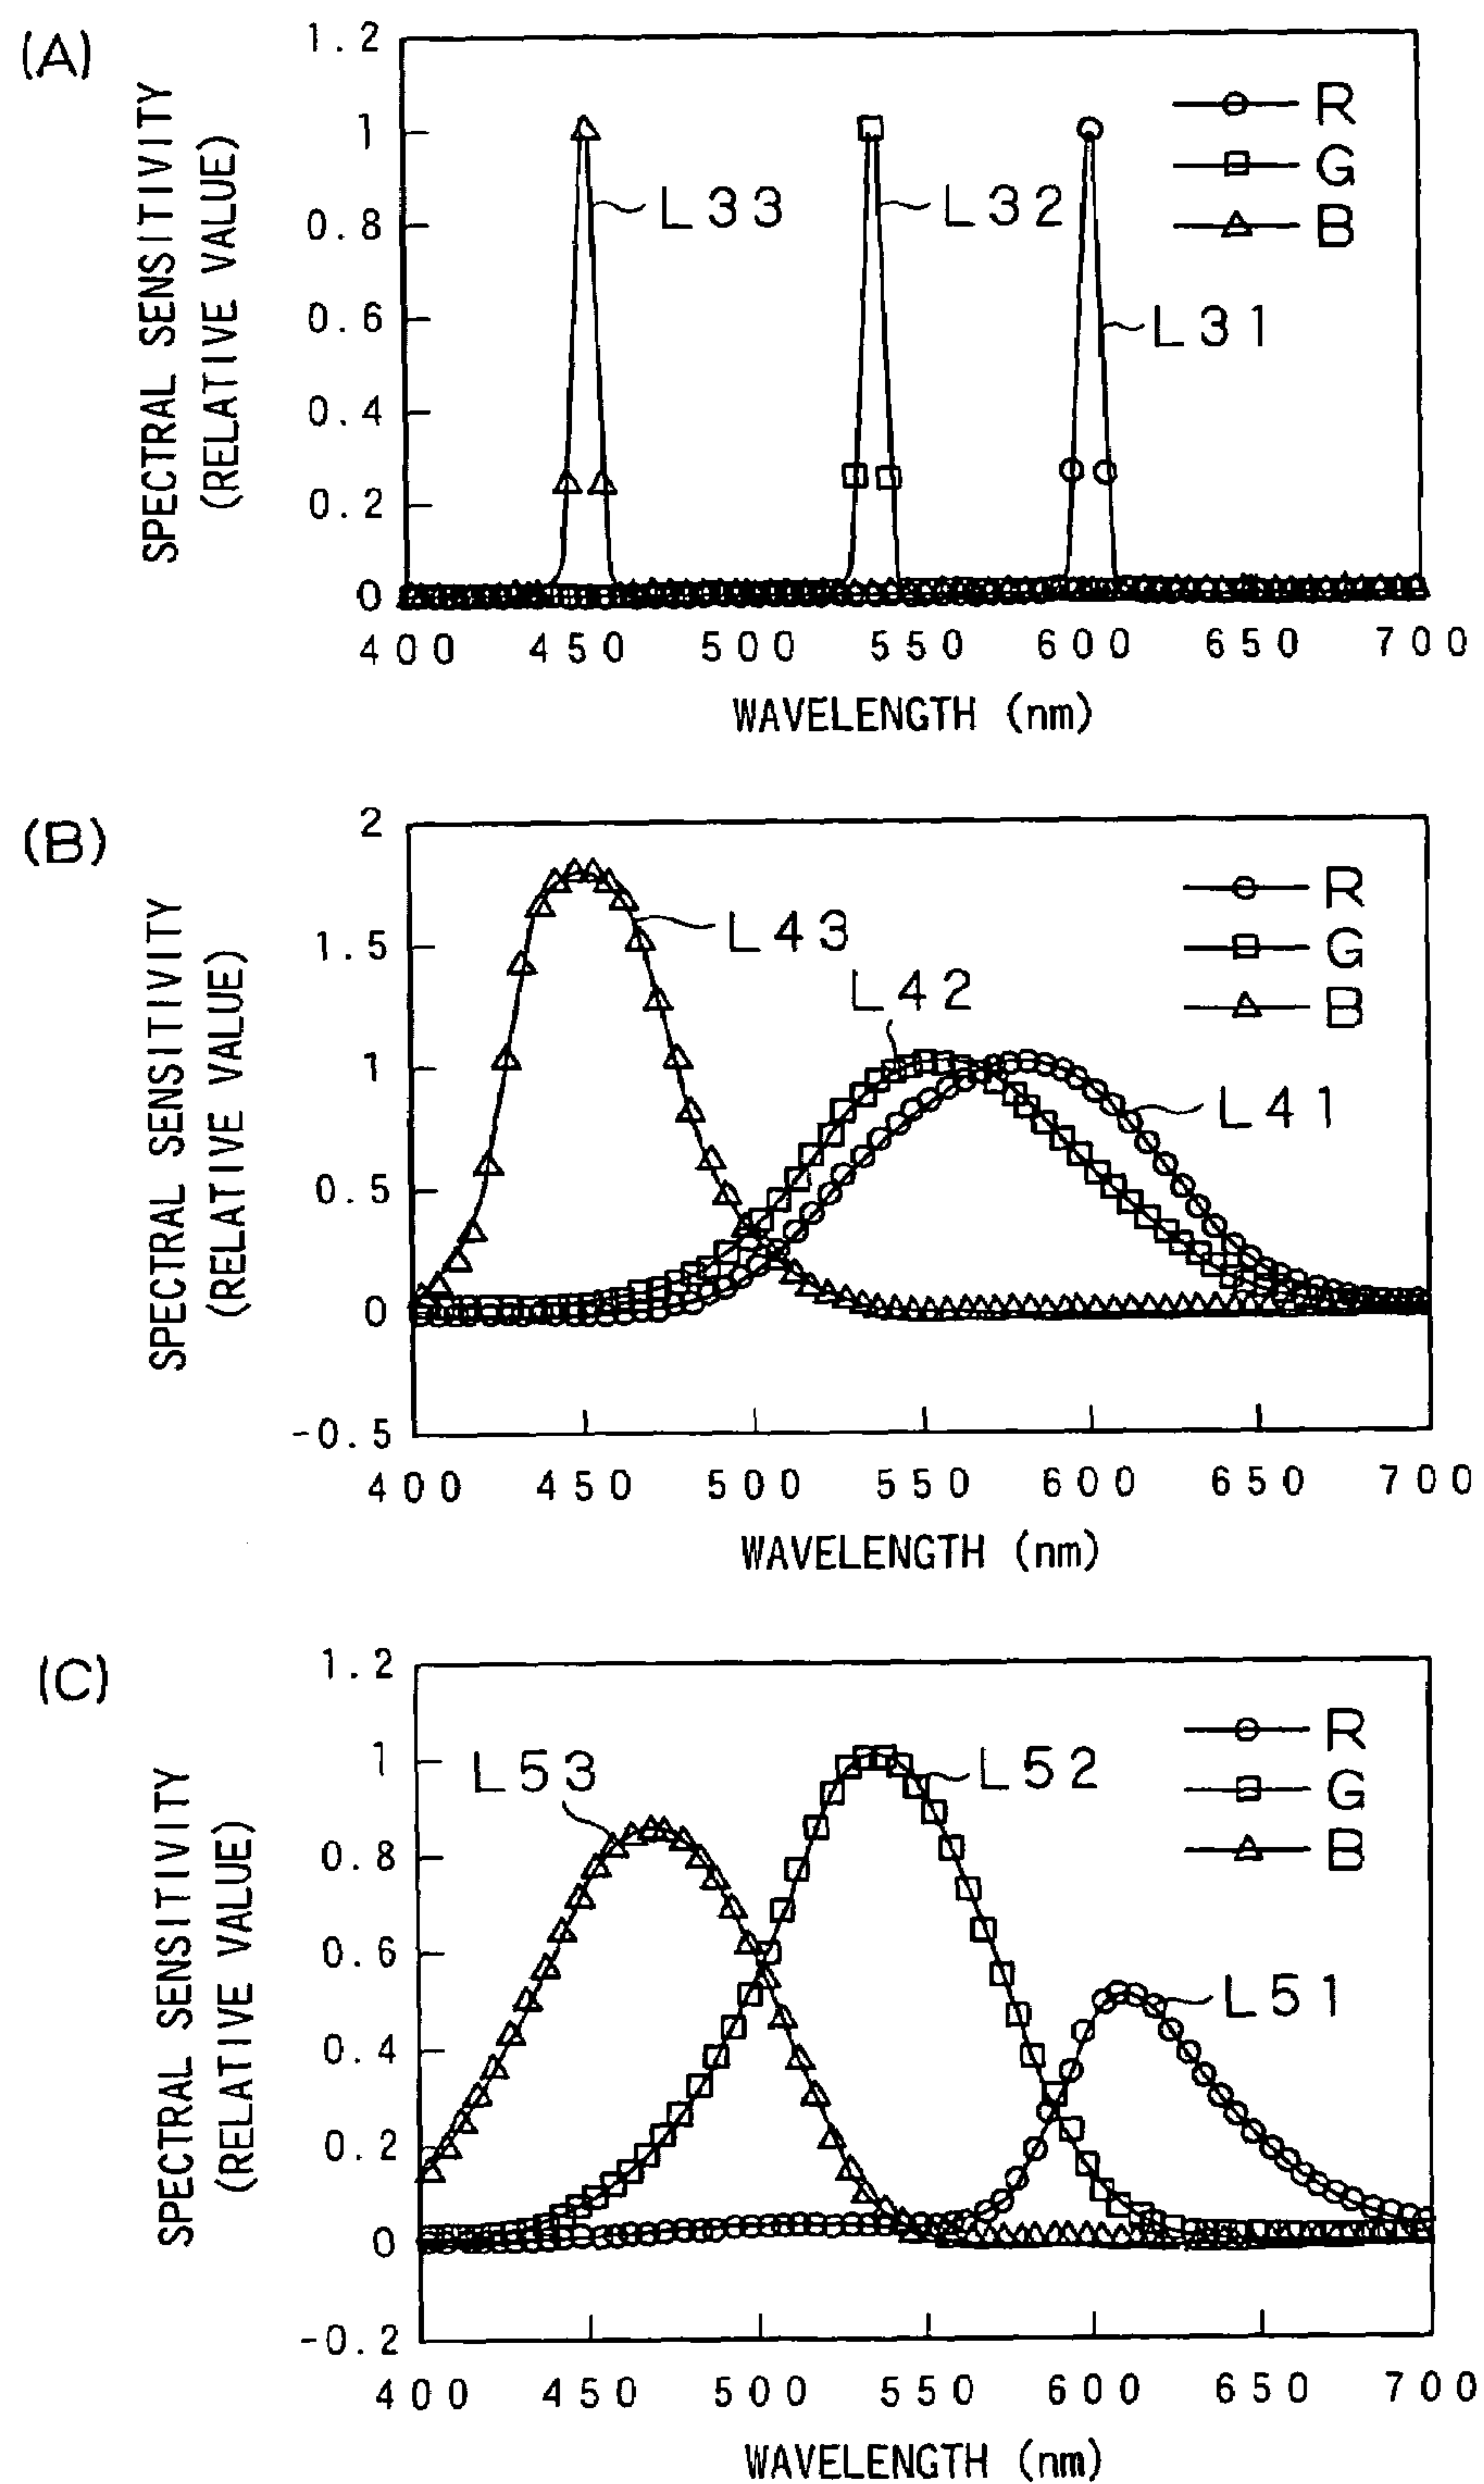 (A)
SPECTRAL SENSITIVITY
(RELATIVE VALUE)
1.2
1
0.8
0.6
0.4
0.2
0
R
G
B
L33
L32
L31
400 450 500 550 600 650 700
WAVELENGTH (nm)
(B)
SPECTRAL SENSITIVITY
(RELATIVE VALUE)
2
1.5
1
0.5
0
-0.5
R
G
B
L43
L42
L41
400 450 500 550 600 650 700
WAVELENGTH (nm)
(C)
SPECTRAL SENSITIVITY
(RELATIVE VALUE)
1.2
1
0.8
0.6
0.4
0.2
0
-0.2
R
G
B
L53
L52
L51
400 450 500 550 600 650 700
WAVELENGTH (nm)